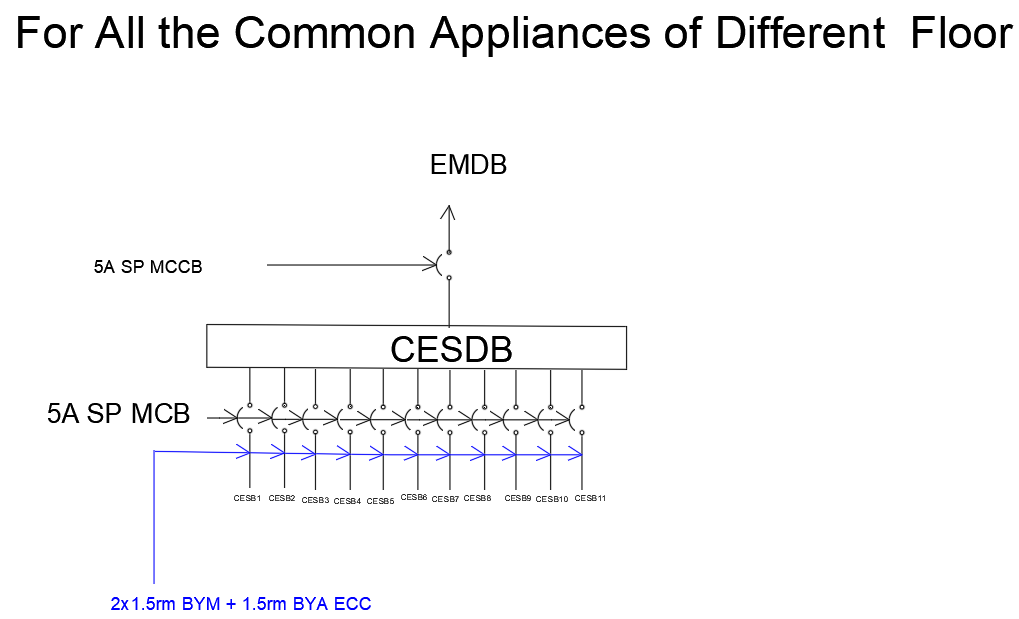 For All the Common Appliances of Different Floor
EMDB
5A SP MCCB
CESDB
5A SP MCB
CESB1 CESB2 CESB3 CESB4 CESB5 CESB6 CESB7 CESB8 CESB9 CESB10 CESB11
2x1.5rm BYM + 1.5rm BYA ECC